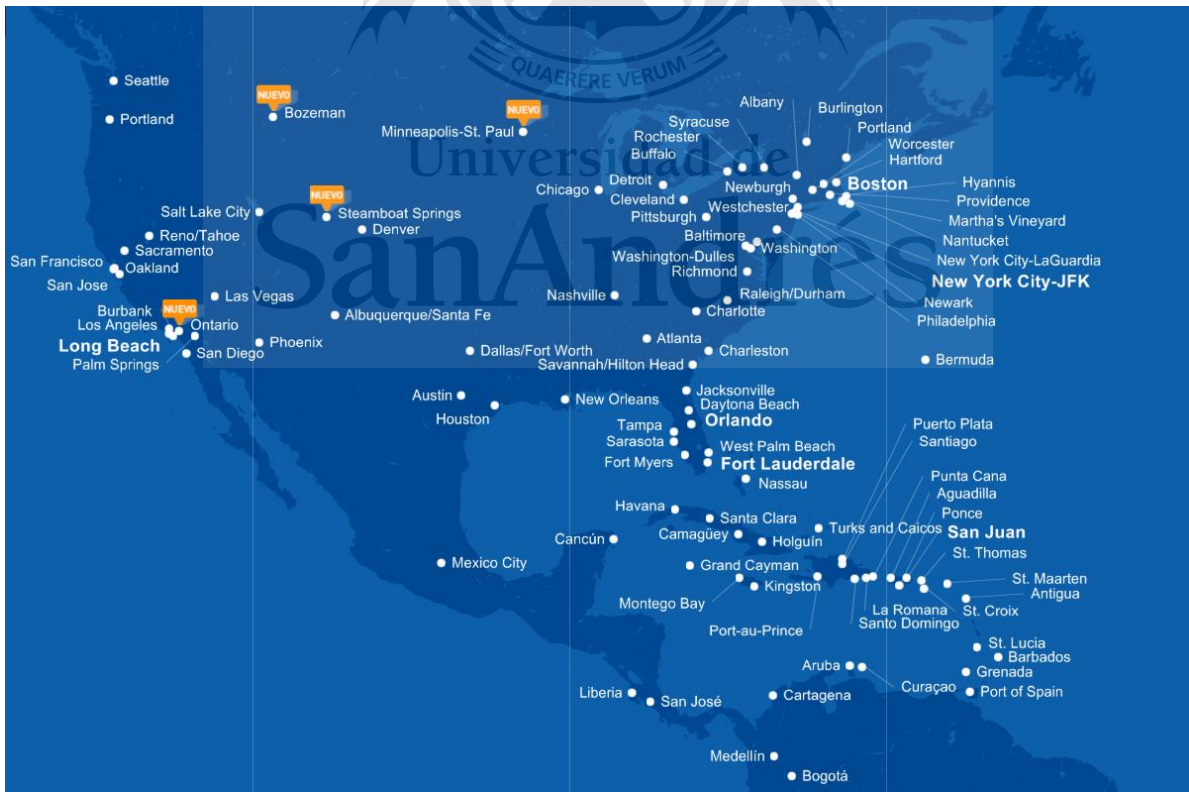 QUAERERE VERUM
Universidad de
SanAndrés
Seattle
NUEVO
Bozeman
Portland
NUEVO
Minneapolis-St. Paul
Albany
Burlington
Syracuse
Portland
Rochester
Worcester
Buffalo
Hartford
Detroit
Chicago
Newburgh
Boston
Cleveland
Hyannis
Westchester
Providence
NUEVO
Salt Lake City
Steamboat Springs
Pittsburgh
Martha's Vineyard
Denver
Reno/Tahoe
Baltimore
Nantucket
Sacramento
Washington
San Francisco
Oakland
Washington-Dulles
New York City-LaGuardia
San Jose
Richmond
New York City-JFK
Las Vegas
Nashville
Raleigh/Durham
Newark
Burbank
NUEVO
Albuquerque/Santa Fe
Charlotte
Philadelphia
Los Angeles
Ontario
Long Beach
Phoenix
Atlanta
San Diego
Dallas/Fort Worth
Charleston
Palm Springs
Savannah/Hilton Head
Bermuda
Austin
Jacksonville
New Orleans
Daytona Beach
Houston
Orlando
Tampa
Puerto Plata
Sarasota
Santiago
West Palm Beach
Fort Myers
Fort Lauderdale
Punta Cana
Nassau
Aguadilla
Havana
Ponce
Santa Clara
Turks and Caicos
San Juan
Camagüey
Cancún
Holguín
St. Thomas
Mexico City
Grand Cayman
St. Maarten
Kingston
Antigua
Montego Bay
La Romana
St. Croix
Santo Domingo
Port-au-Prince
St. Lucia
Barbados
Aruba
Grenada
Curaçao
Liberia
San José
Cartagena
Port of Spain
Medellín
Bogotá